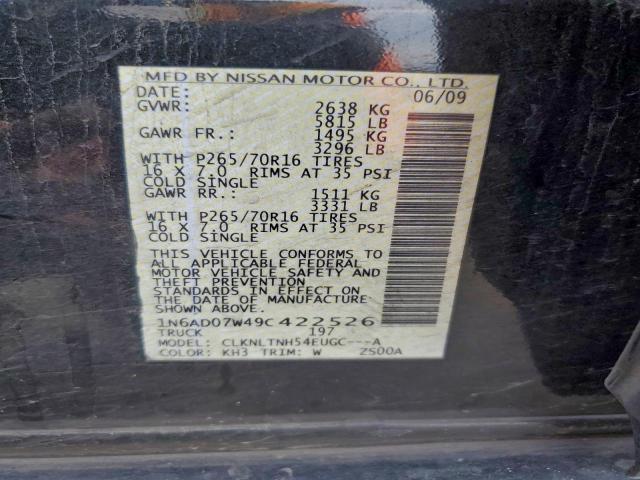 MFD BY NISSAN MOTOR CO., LTD.
DATE: 06/09
GVWR: 2638 KG
5815 LB
GAWR FR.: 1495 KG
3296 LB
WITH P265/70R16 TIRES
16 X 7.0 RIMS AT 35 PSI
COLD SINGLE
GAWR RR.: 1511 KG
3331 LB
WITH P265/70R16 TIRES
16 X 7.0 RIMS AT 35 PSI
COLD SINGLE
THIS VEHICLE CONFORMS TO
ALL APPLICABLE FEDERAL
MOTOR VEHICLE SAFETY AND
THEFT PREVENTION
STANDARDS IN EFFECT ON
THE DATE OF MANUFACTURE
SHOWN ABOVE.
1N6AD07W49C422526
TRUCK 197
MODEL: CLKNLTNH54EUGC---A
COLOR: KH3 TRIM: W ZS00A